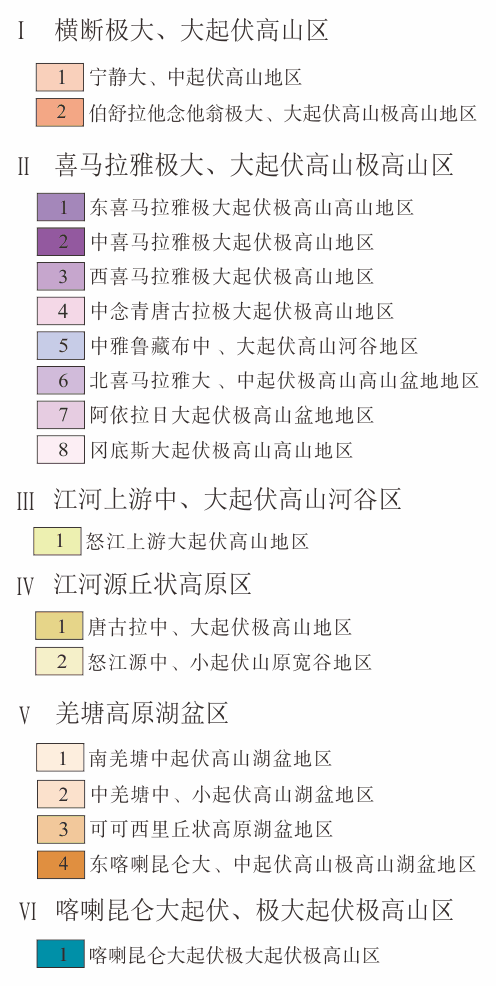 I 横断极大、大起伏高山区
1 宁静大、中起伏高山地区
2 伯舒拉他念他翁极大、大起伏高山极高山地区
II 喜马拉雅极大、大起伏高山极高山区
1 东喜马拉雅极大起伏极高山高山地区
2 中喜马拉雅极大起伏极高山地区
3 西喜马拉雅极大起伏极高山地区
4 中念青唐古拉极大起伏极高山地区
5 中雅鲁藏布中、大起伏高山河谷地区
6 北喜马拉雅大、中起伏极高山高山盆地地区
7 阿依拉日大起伏极高山盆地地区
8 冈底斯大起伏极高山高山地区
III 江河上游中、大起伏高山河谷区
1 怒江上游大起伏高山地区
IV 江河源丘状高原区
1 唐古拉中、大起伏极高山地区
2 怒江源中、小起伏山原宽谷地区
V 羌塘高原湖盆区
1 南羌塘中起伏高山湖盆地区
2 中羌塘中、小起伏高山湖盆地区
3 可可西里丘状高原湖盆地区
4 东喀喇昆仑大、中起伏高山极高山湖盆地区
VI 喀喇昆仑大起伏、极大起伏极高山区
1 喀喇昆仑大起伏极大起伏极高山区